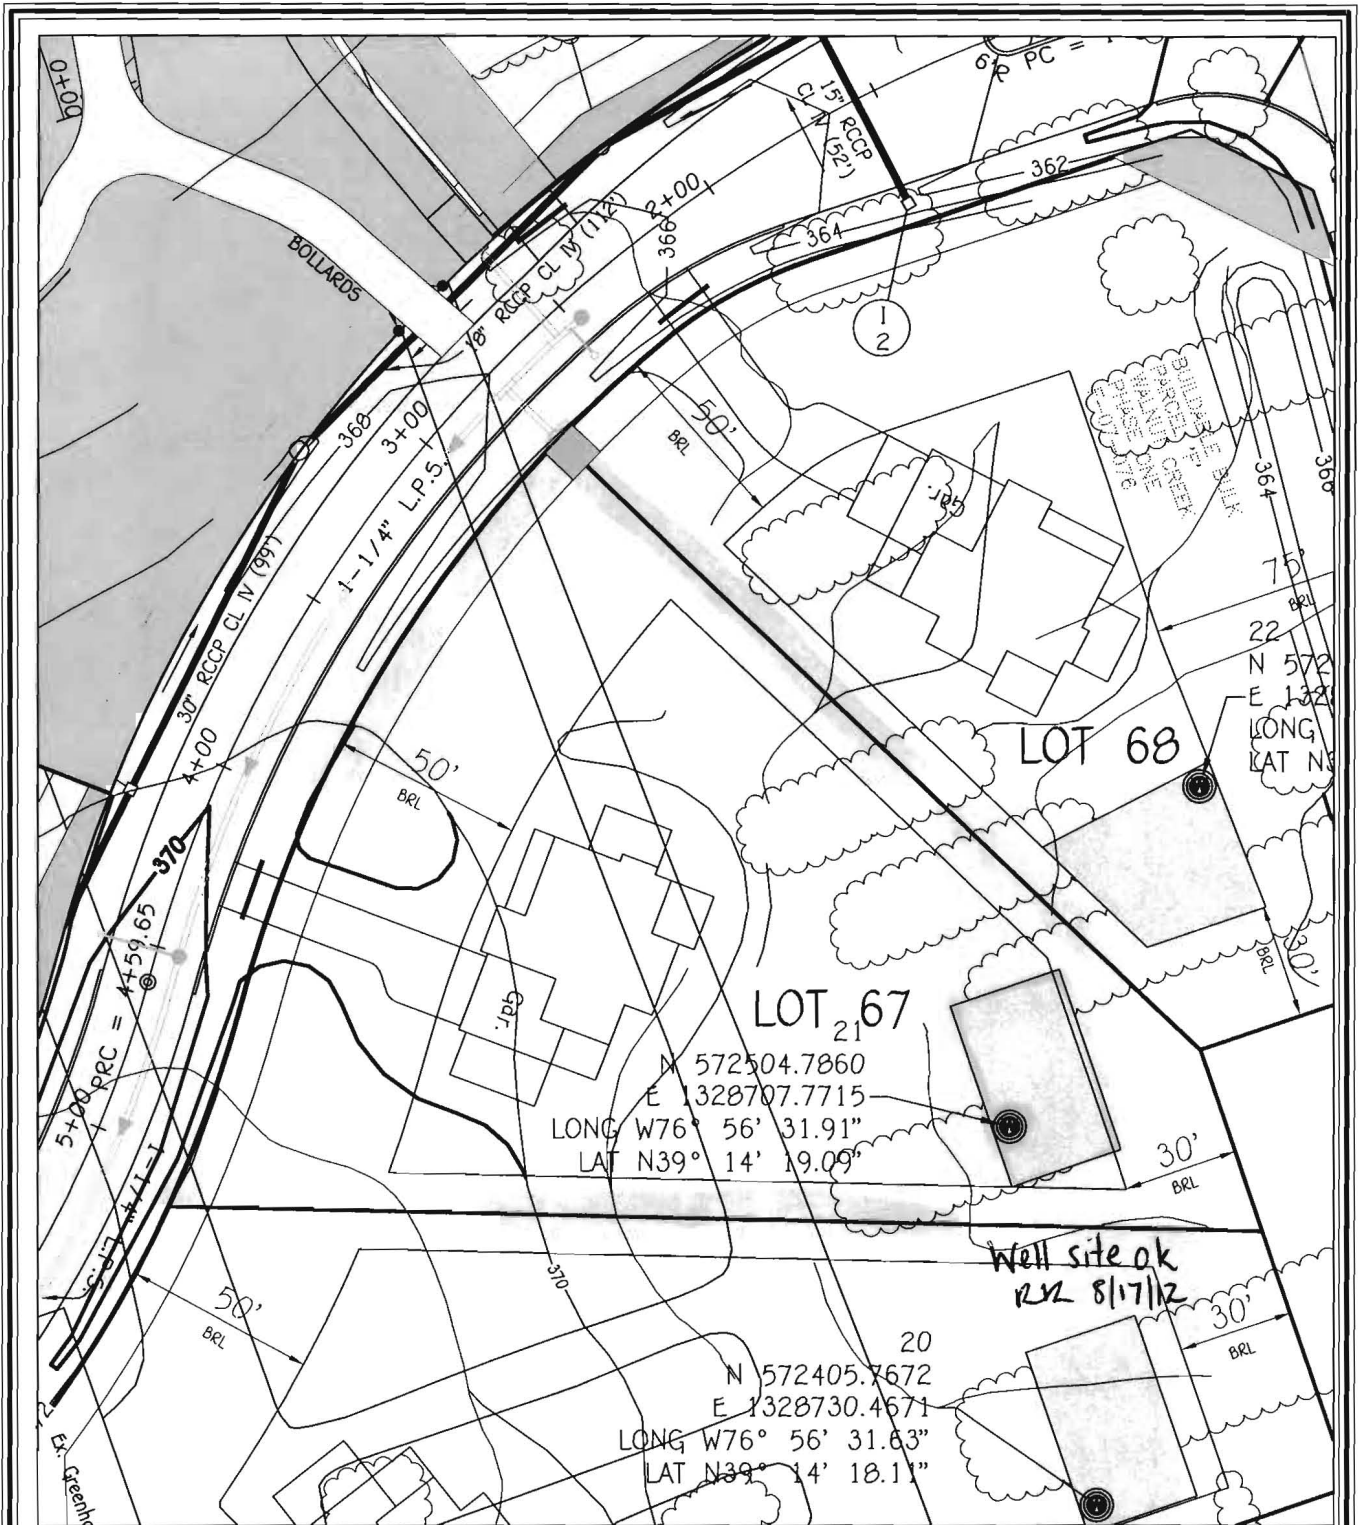 0+00
6'R PC =
15" RCCP
CL IV (52')
362
364
2+00
366
18" RCCP CL IV (112')
BOLLARDS
1
2
368
3+00
50'
BRL
Gar.
BUILDABLE BULK
PARCEL "F"
WALNUT CREEK
PHASE ONE
364
366
1-1/4" L.P.S.
75'
BRL
30" RCCP CL IV (99')
22
N 572
E 132
LONG
LAT N3
LOT 68
4+00
50'
BRL
370
30'
BRL
PRC = 4+59.65
Gar.
LOT 67
21
N 572504.7860
E 1328707.7715
LONG W76° 56' 31.91"
LAT N39° 14' 19.09"
5+00
1-1/4" L.P.S.
30'
BRL
Well site ok
8/17/12
370
50'
BRL
30'
BRL
20
N 572405.7672
E 1328730.4671
LONG W76° 56' 31.63"
LAT N39° 14' 18.11"
Ex. Greenho